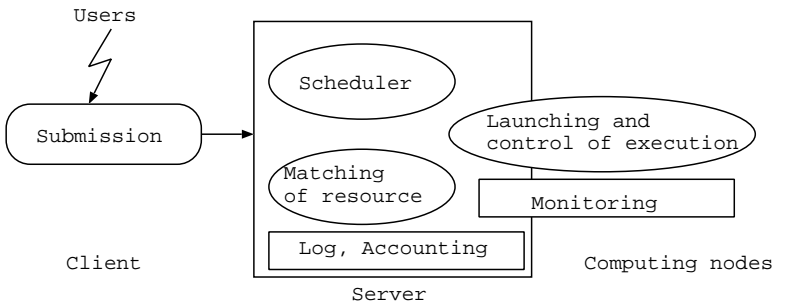 Users
Scheduler
Submission
Launching and
control of execution
Matching
of resource
Monitoring
Log, Accounting
Client
Computing nodes
Server